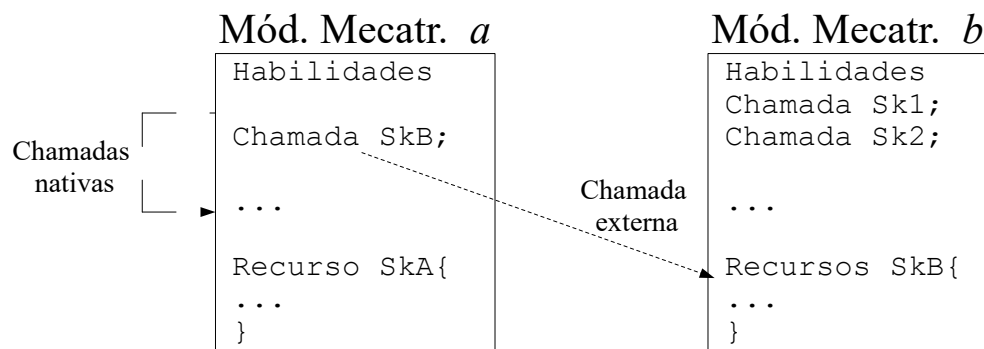 Mód. Mecatr. a
Habilidades
Chamada SkB;
...
Recurso SkA{
...
}
Chamadas
nativas
Chamada
externa
Mód. Mecatr. b
Habilidades
Chamada Sk1;
Chamada Sk2;
...
Recursos SkB{
...
}